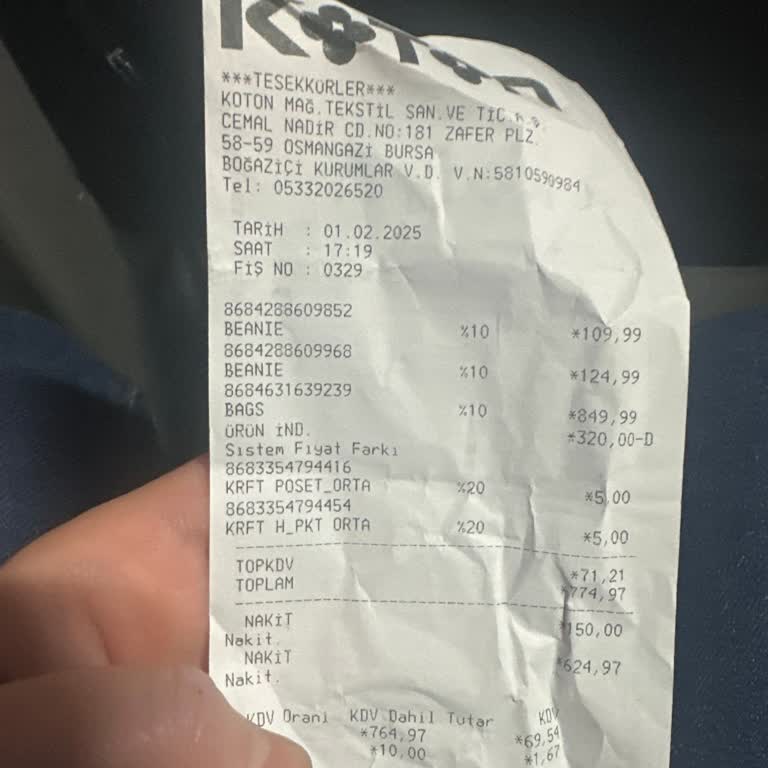 KOTON
***TESEKKÜRLER***
KOTON MAĞ.TEKSTİL SAN.VE TİC.A.Ş.
CEMAL NADİR CD.NO:181 ZAFER PLZ.
58-59 OSMANGAZİ BURSA
BOĞAZİÇİ KURUMLAR V.D. V.N:5810590984
Tel: 05332026520
TARİH : 01.02.2025
SAAT : 17:19
FİŞ NO : 0329
8684288609852
BEANIE %10 *109,99
8684288609968
BEANIE %10 *124,99
8684631639239
BAGS %10 *849,99
ÜRÜN İND. *320,00-D
Sistem Fiyat Farkı
8683354794416
KRFT POSET_ORTA %20 *5,00
8683354794454
KRFT H_PKT ORTA %20 *5,00
TOPKDV *71,21
TOPLAM *774,97
NAKİT *150,00
Nakit.
NAKİT *624,97
Nakit.
KDV Orani KDV Dahil Tutar KDV
*764,97 *69,54
*10,00 *1,67